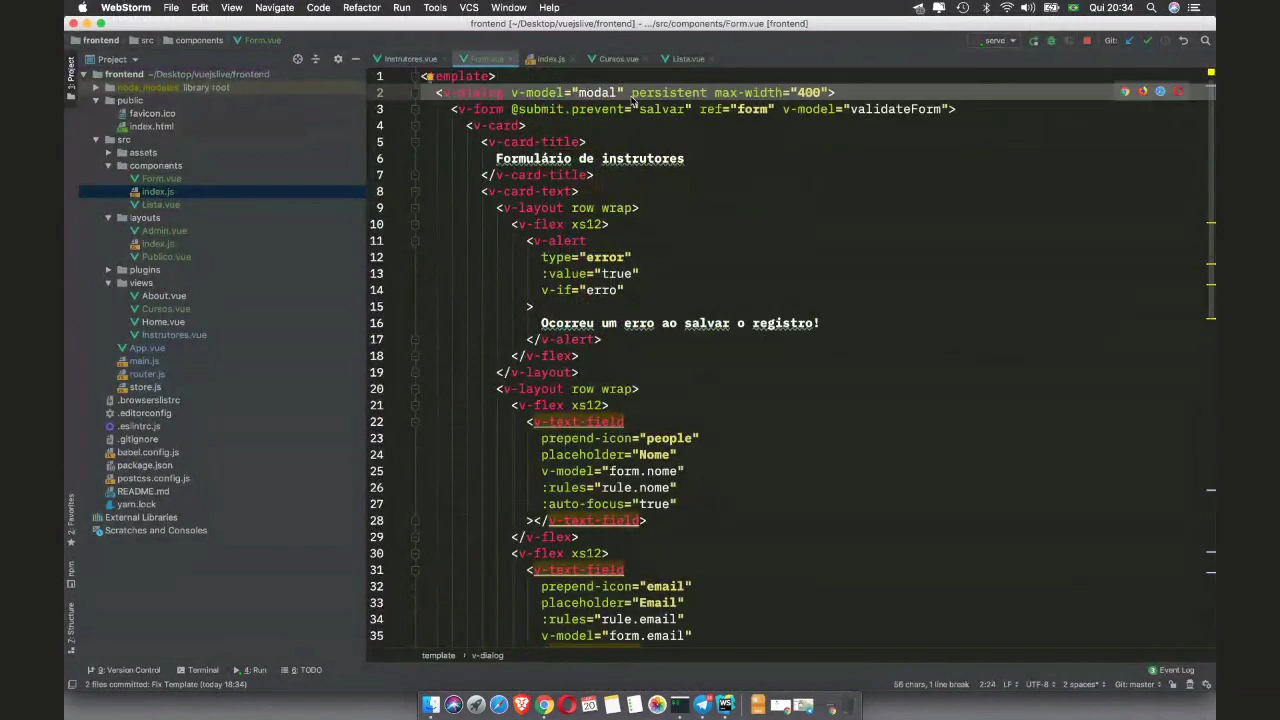 WebStorm File Edit View Navigate Code Refactor Run Tools VCS Window Help Qui 20:34
frontend [~/Desktop/vuejslive/frontend] - .../src/components/Form.vue [frontend]
frontend src components Form.vue serve Git:
Project Instrutores.vue Form.vue index.js Cursos.vue Lista.vue
1: Project
frontend ~/Desktop/vuejslive/frontend
node_modules library root
public
favicon.ico
index.html
src
assets
components
Form.vue
index.js
Lista.vue
layouts
Admin.vue
index.js
Publico.vue
plugins
views
About.vue
Cursos.vue
Home.vue
Instrutores.vue
App.vue
main.js
router.js
store.js
.browserslistrc
.editorconfig
.eslintrc.js
.gitignore
babel.config.js
package.json
postcss.config.js
README.md
yarn.lock
External Libraries
Scratches and Consoles
2: Favorites
npm
7: Structure
1 <template>
2 <v-dialog v-model="modal" persistent max-width="400">
3 <v-form @submit.prevent="salvar" ref="form" v-model="validateForm">
4 <v-card>
5 <v-card-title>
6 Formulário de instrutores
7 </v-card-title>
8 <v-card-text>
9 <v-layout row wrap>
10 <v-flex xs12>
11 <v-alert
12 type="error"
13 :value="true"
14 v-if="erro"
15 >
16 Ocorreu um erro ao salvar o registro!
17 </v-alert>
18 </v-flex>
19 </v-layout>
20 <v-layout row wrap>
21 <v-flex xs12>
22 <v-text-field
23 prepend-icon="people"
24 placeholder="Nome"
25 v-model="form.nome"
26 :rules="rule.nome"
27 :auto-focus="true"
28 ></v-text-field>
29 </v-flex>
30 <v-flex xs12>
31 <v-text-field
32 prepend-icon="email"
33 placeholder="Email"
34 :rules="rule.email"
35 v-model="form.email"
template v-dialog
9: Version Control Terminal 4: Run 6: TODO 3 Event Log
2 files committed: Fix Template (today 18:34) 56 chars, 1 line break 2:24 LF UTF-8 2 spaces* Git: master